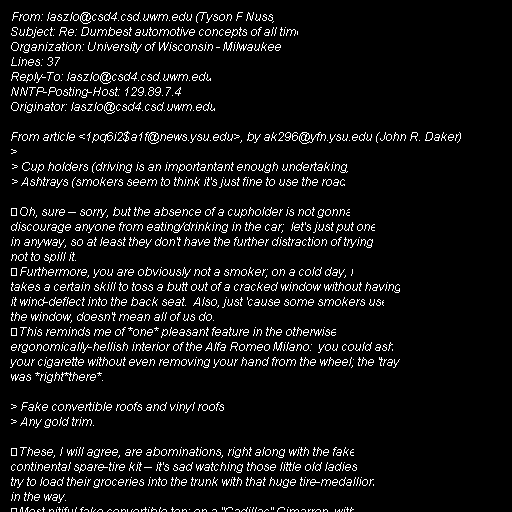 From: laszlo@csd4.csd.uwm.edu (Tyson F Nuss
Subject: Re: Dumbest automotive concepts of all time
Organization: University of Wisconsin - Milwaukee
Lines: 37
Reply-To: laszlo@csd4.csd.uwm.edu
NNTP-Posting-Host: 129.89.7.4
Originator: laszlo@csd4.csd.uwm.edu

From article <1pq6i2$a1f@news.ysu.edu>, by ak296@yfn.ysu.edu (John R. Daker)
>
> Cup holders (driving is an importantant enough undertaking
> Ashtrays (smokers seem to think it's just fine to use the road

Oh, sure -- sorry, but the absence of a cupholder is not gonna
discourage anyone from eating/drinking in the car; let's just put one
in anyway, so at least they don't have the further distraction of trying
not to spill it.
Furthermore, you are obviously not a smoker; on a cold day,
takes a certain skill to toss a butt out of a cracked window without having
it wind-deflect into the back seat. Also, just 'cause some smokers use
the window, doesn't mean all of us do.
This reminds me of *one* pleasant feature in the otherwise
ergonomically-hellish interior of the Alfa Romeo Milano: you could ash
your cigarette without even removing your hand from the wheel; the 'tray
was *right*there*.

> Fake convertible roofs and vinyl roofs
> Any gold trim.

These, I will agree, are abominations, right along with the fake
continental spare-tire kit -- it's sad watching those little old ladies
try to load their groceries into the trunk with that huge tire-medallion
in the way.
Most pitiful fake convertible top: on a "Cadillac" Cimarron, with